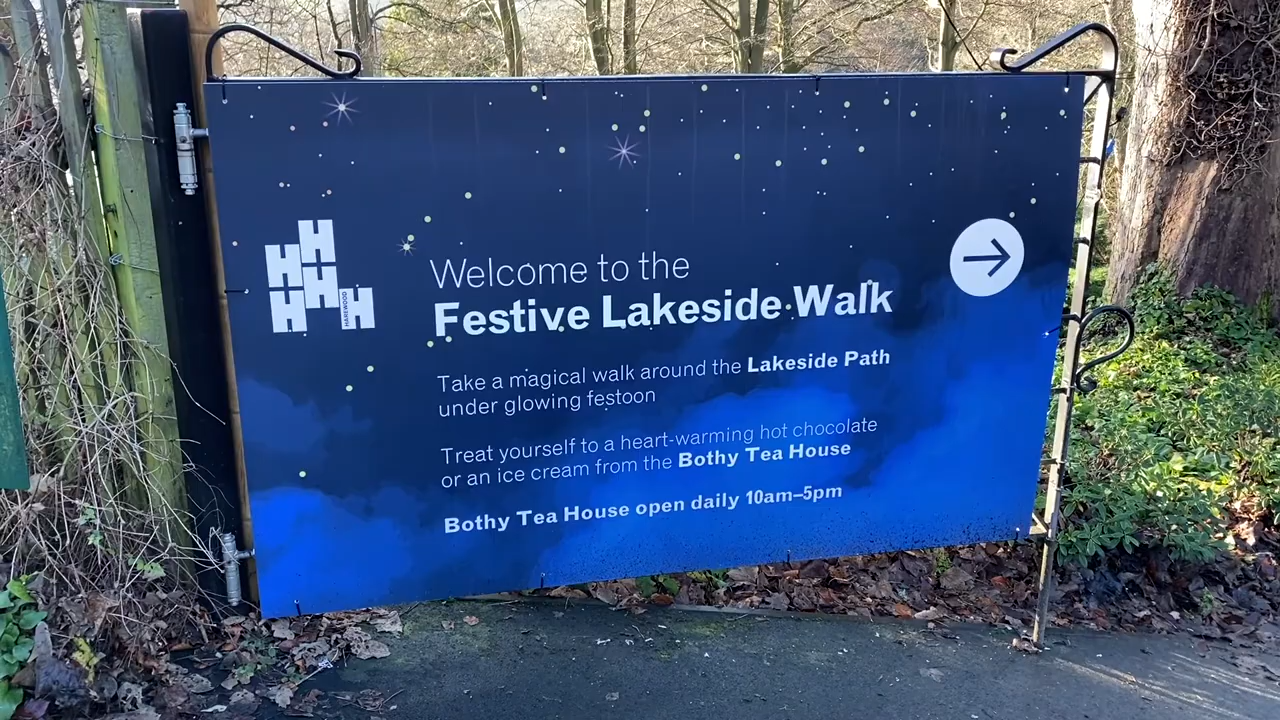 HAREWOOD
Welcome to the
Festive Lakeside Walk
Take a magical walk around the Lakeside Path
under glowing festoon
Treat yourself to a heart-warming hot chocolate
or an ice cream from the Bothy Tea House
Bothy Tea House open daily 10am–5pm